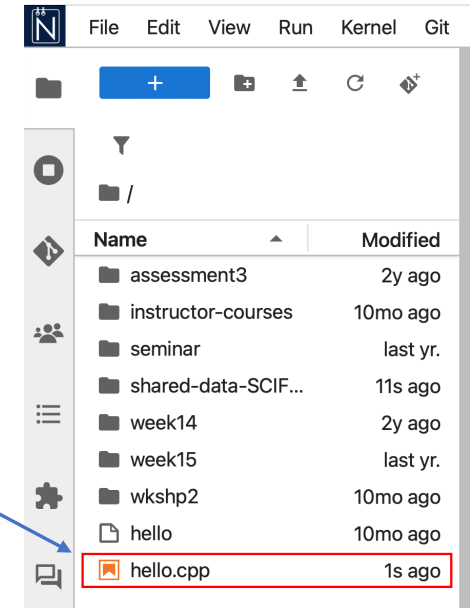 N File Edit View Run Kernel Git
+
/
Name Modified
assessment3 2y ago
instructor-courses 10mo ago
seminar last yr.
shared-data-SCIF... 11s ago
week14 2y ago
week15 last yr.
wkshp2 10mo ago
hello 10mo ago
hello.cpp 1s ago